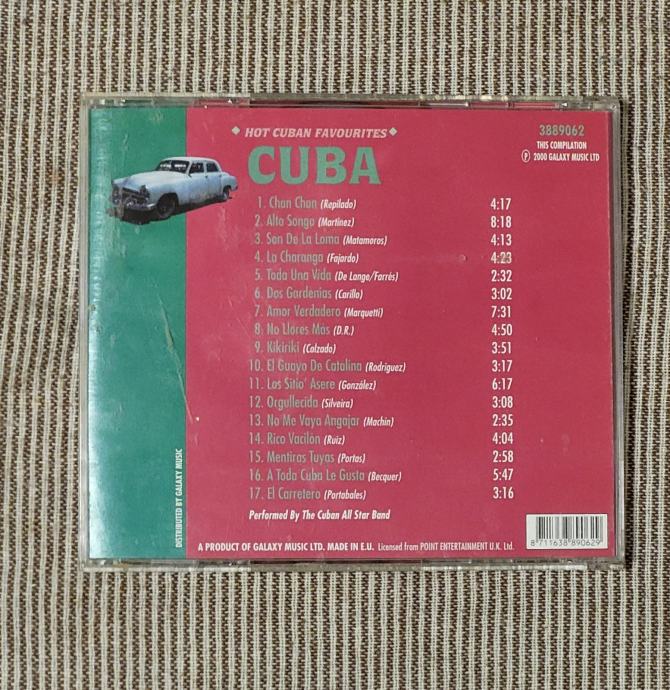 HOT CUBAN FAVOURITES
CUBA
3889062
THIS COMPILATION
℗ 2000 GALAXY MUSIC LTD
1. Chan Chan (Repilado) 4:17
2. Alto Songo (Martinez) 8:18
3. Son De La Loma (Matamoros) 4:13
4. La Charanga (Fajardo) 4:23
5. Toda Una Vida (De Lange/Farrés) 2:32
6. Dos Gardenias (Carillo) 3:02
7. Amor Verdadero (Marquetti) 7:31
8. No Llores Más (D.R.) 4:50
9. Kikiriki (Calzado) 3:51
10. El Guayo De Catalina (Rodriguez) 3:17
11. Los Sitio' Asere (González) 6:17
12. Orgullecida (Silveira) 3:08
13. No Me Vaya Angajar (Machin) 2:35
14. Rico Vacilón (Ruiz) 4:04
15. Mentiras Tuyas (Portas) 2:58
16. A Toda Cuba Le Gusta (Becquer) 5:47
17. El Carretero (Portabales) 3:16
Performed By The Cuban All Star Band
DISTRIBUTED BY GALAXY MUSIC
A PRODUCT OF GALAXY MUSIC LTD. MADE IN E.U. Licensed from POINT ENTERTAINMENT U.K. Ltd.
8 711638 890629